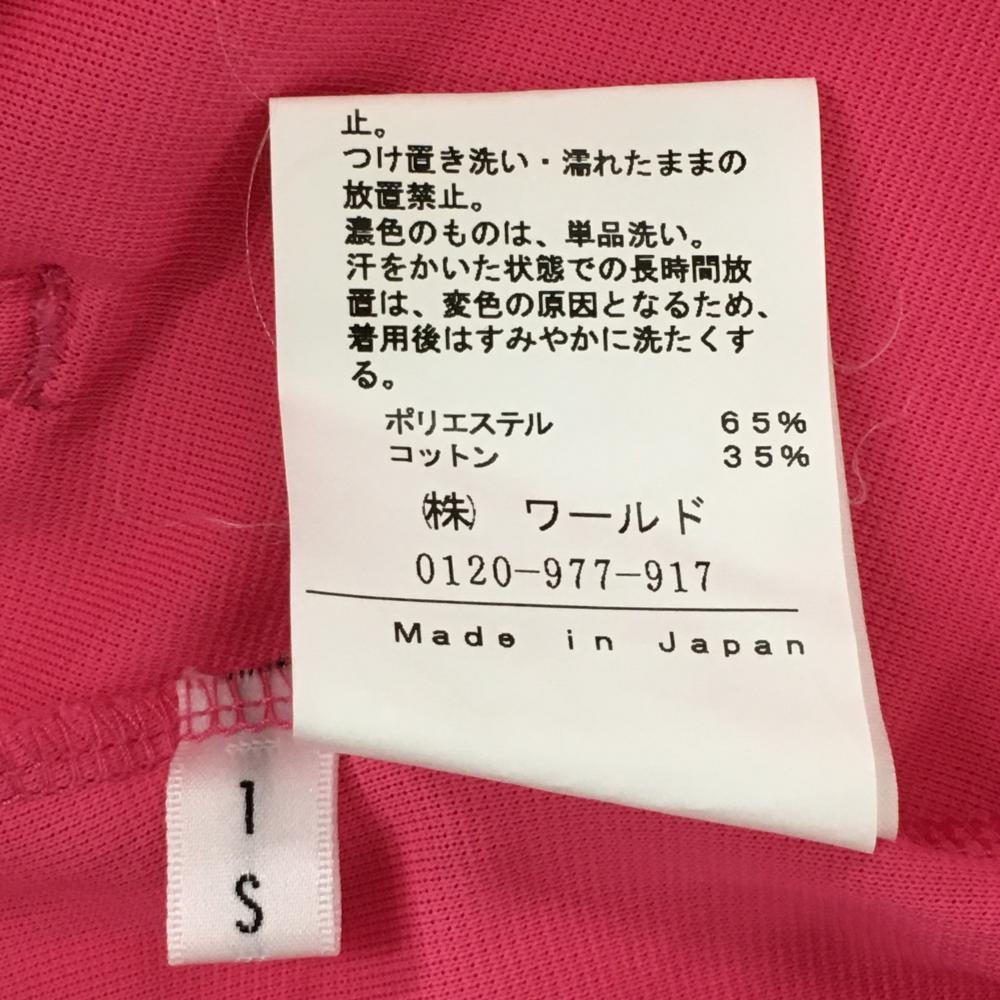 止。
つけ置き洗い・濡れたままの
放置禁止。
濃色のものは、単品洗い。
汗をかいた状態での長時間放
置は、変色の原因となるため、
着用後はすみやかに洗たくす
る。
ポリエステル 65%
コットン 35%
㈱ ワールド
0120-977-917
Made in Japan
1
S